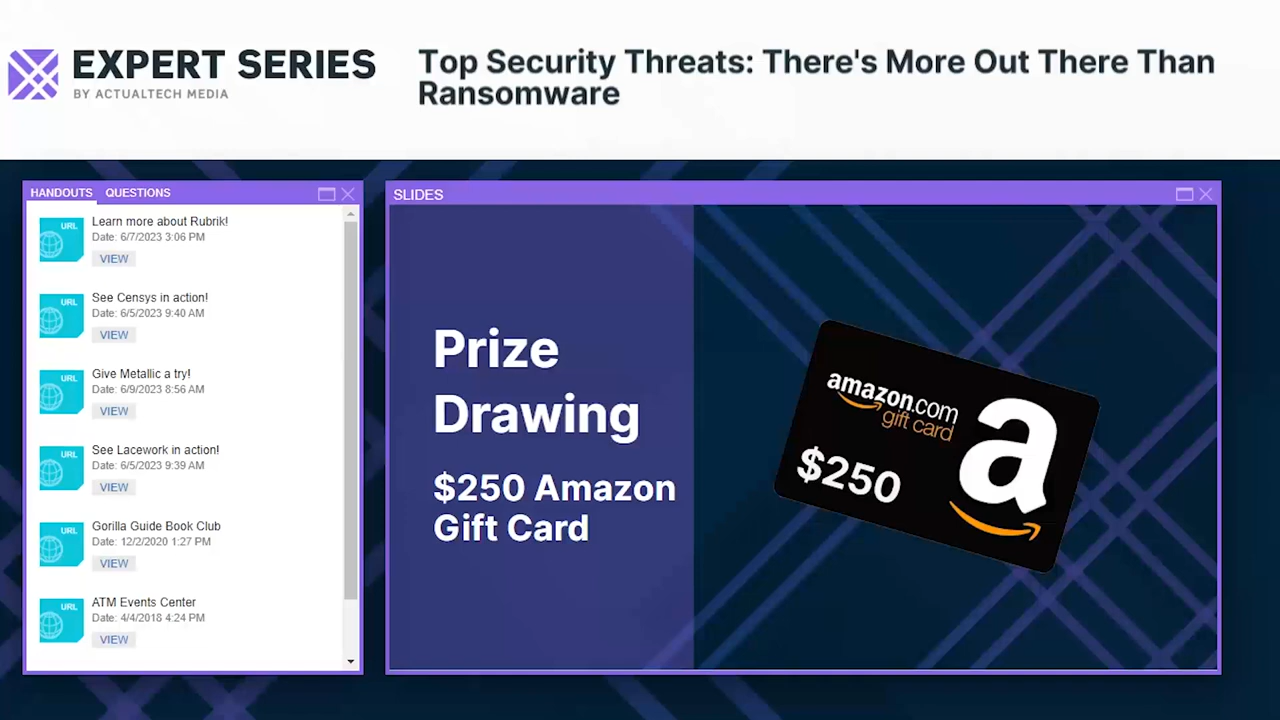 EXPERT SERIES
BY ACTUALTECH MEDIA
Top Security Threats: There's More Out There Than
Ransomware
HANDOUTS QUESTIONS
URL
Learn more about Rubrik!
Date: 6/7/2023 3:06 PM
VIEW
URL
See Censys in action!
Date: 6/5/2023 9:40 AM
VIEW
URL
Give Metallic a try!
Date: 6/9/2023 8:56 AM
VIEW
URL
See Lacework in action!
Date: 6/5/2023 9:39 AM
VIEW
URL
Gorilla Guide Book Club
Date: 12/2/2020 1:27 PM
VIEW
URL
ATM Events Center
Date: 4/4/2018 4:24 PM
VIEW
SLIDES
Prize
Drawing
$250 Amazon
Gift Card
amazon.com
gift card
$250
a